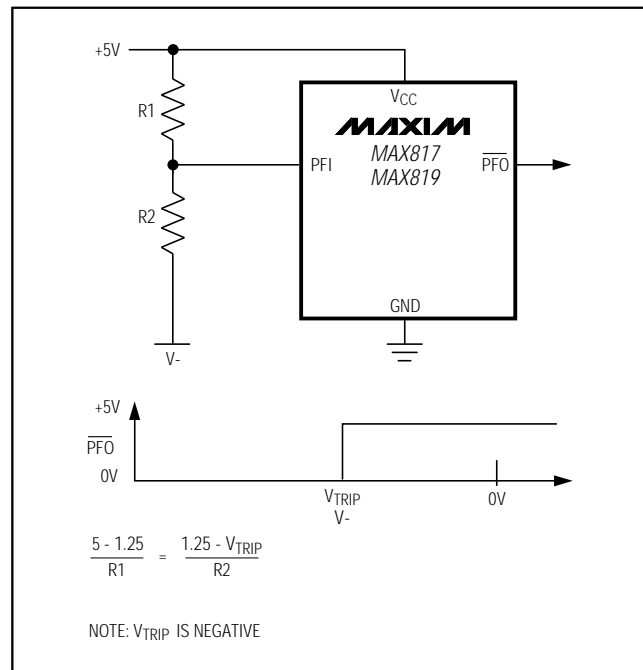 +5V
VCC
R1
MAXIM
MAX817
MAX819
PFI
PFO
R2
GND
V-
+5V
PFO
0V
VTRIP
V-
0V
5 - 1.25 / R1 = 1.25 - VTRIP / R2
NOTE: VTRIP IS NEGATIVE